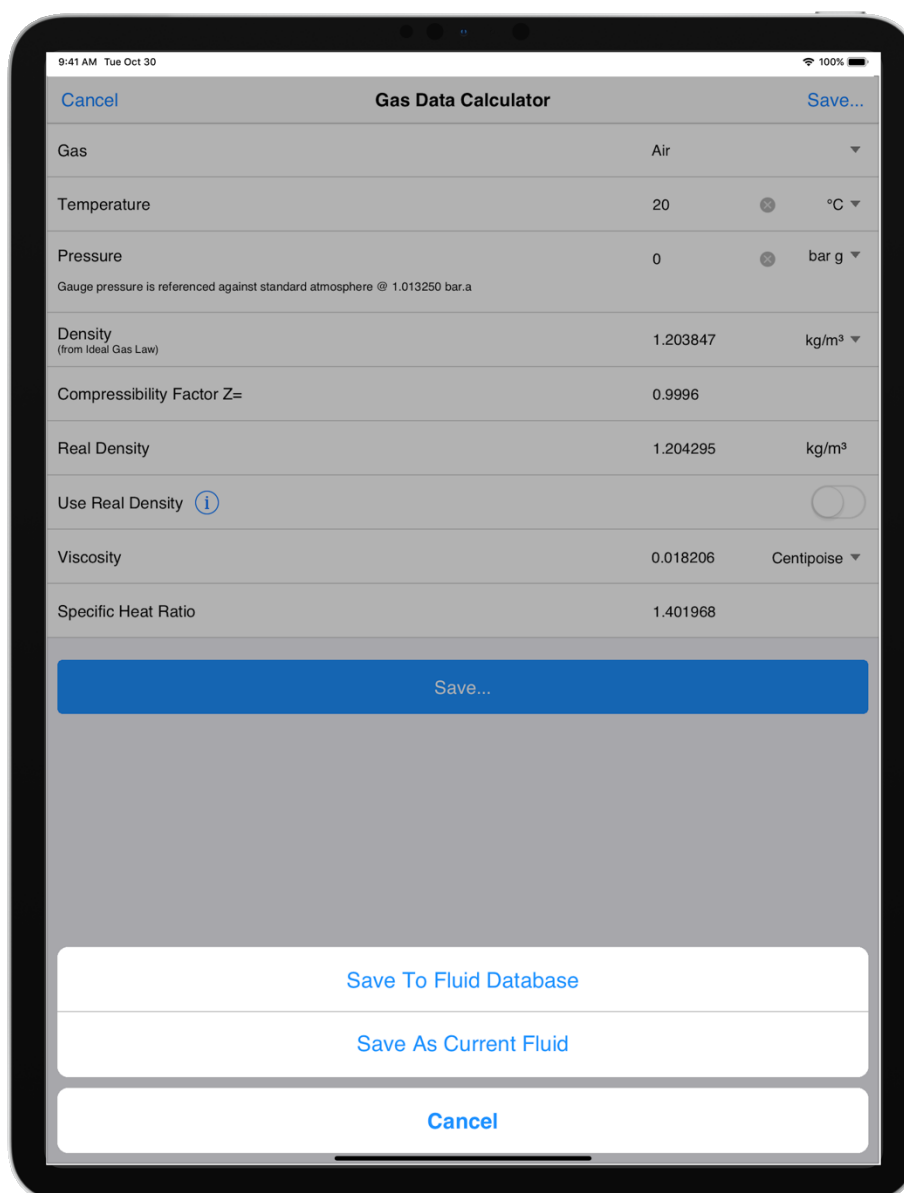 9:41 AM Tue Oct 30
100%
Cancel
Gas Data Calculator
Save...
Gas
Air
Temperature
20
°C
Pressure
0
bar g
Gauge pressure is referenced against standard atmosphere @ 1.013250 bar.a
Density
(from Ideal Gas Law)
1.203847
kg/m³
Compressibility Factor Z=
0.9996
Real Density
1.204295
kg/m³
Use Real Density
i
Viscosity
0.018206
Centipoise
Specific Heat Ratio
1.401968
Save...
Save To Fluid Database
Save As Current Fluid
Cancel